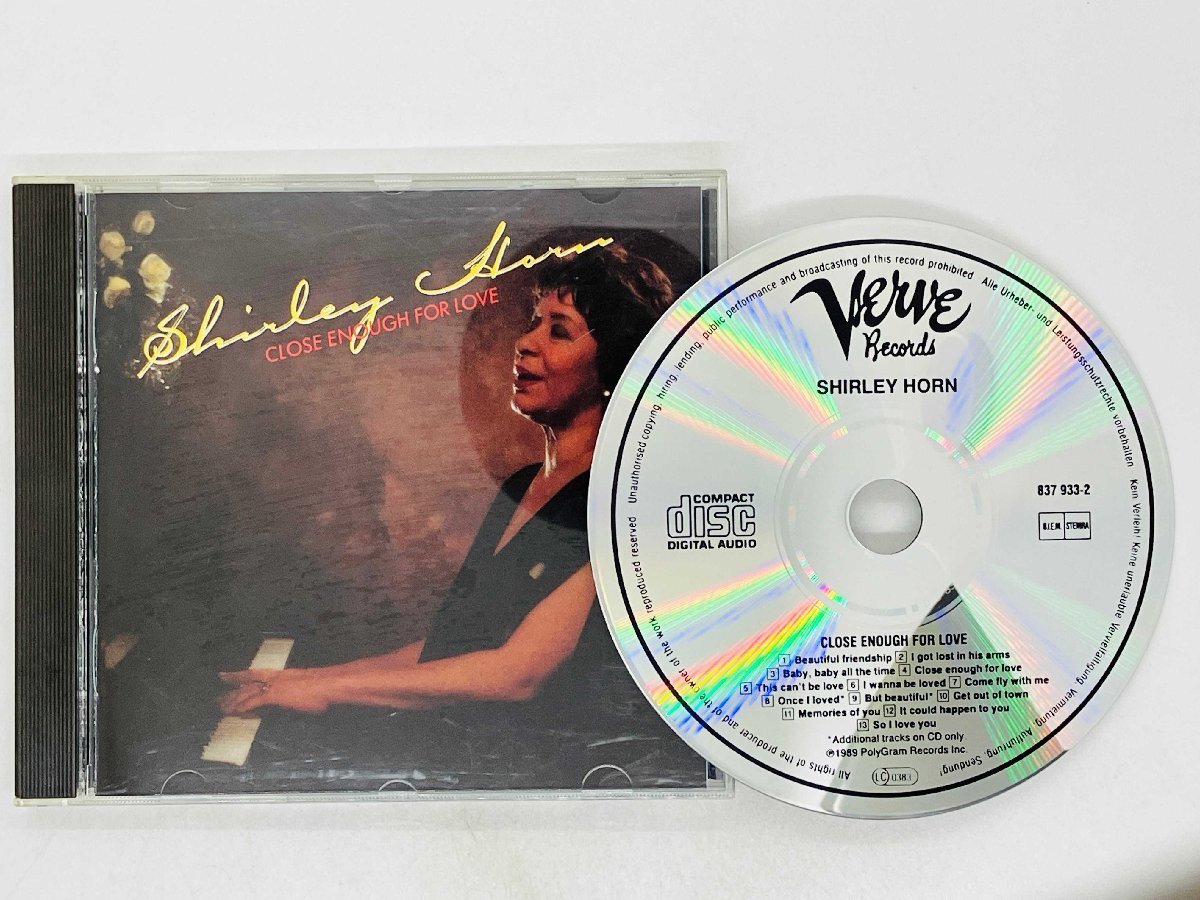 Shirley Horn
CLOSE ENOUGH FOR LOVE
Verve
Records
SHIRLEY HORN
COMPACT
disc
DIGITAL AUDIO
837 933-2
B.I.E.M. STEMRA
CLOSE ENOUGH FOR LOVE
1 Beautiful friendship 2 I got lost in his arms
3 Baby, baby all the time 4 Close enough for love
5 This can't be love 6 I wanna be loved 7 Come fly with me
8 Once I loved* 9 But beautiful* 10 Get out of town
11 Memories of you 12 It could happen to you
13 So I love you
*Additional tracks on CD only
℗1989 PolyGram Records Inc.
LC 0383
All rights of the producer and of the owner of the work reproduced reserved Unauthorised copying, hiring, lending, public performance and broadcasting of this record prohibited Alle Urheber- und Leistungsschutzrechte vorbehalten Kein Verleih! Keine unerlaubte Vervielfältigung, Vermietung, Aufführung, Sendung!